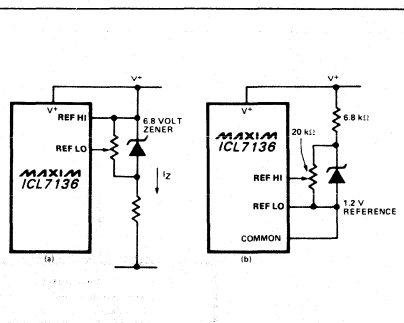 V+
V+
REF HI
6.8 VOLT
ZENER
REF LO
MAXIM
ICL7136
IZ
(a)
V+
V+
6.8 kΩ
MAXIM
ICL7136
20 kΩ
REF HI
REF LO
1.2 V
REFERENCE
COMMON
(b)